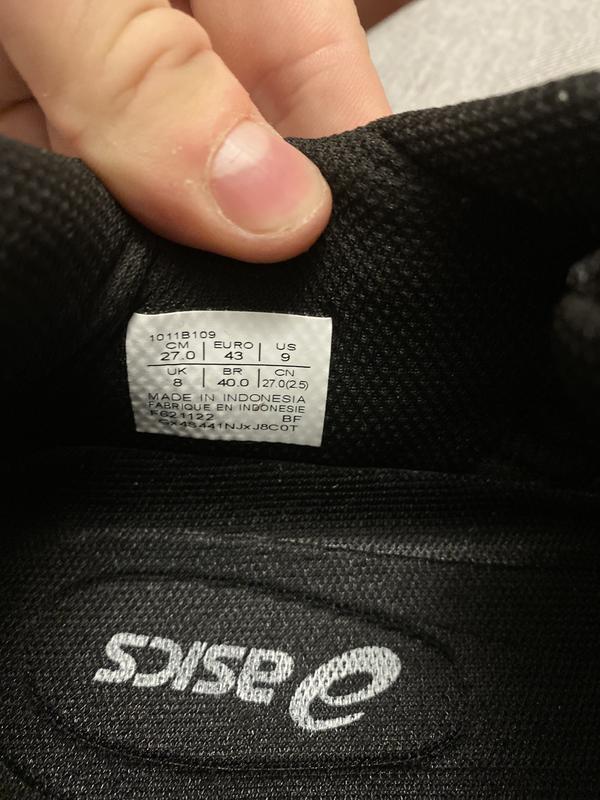 1011B109
CM | EURO | US
27.0 | 43 | 9
UK | BR | CN
8 | 40.0 | 27.0(2.5)
MADE IN INDONESIA
FABRIQUE EN INDONESIE
F621122 BF
asics